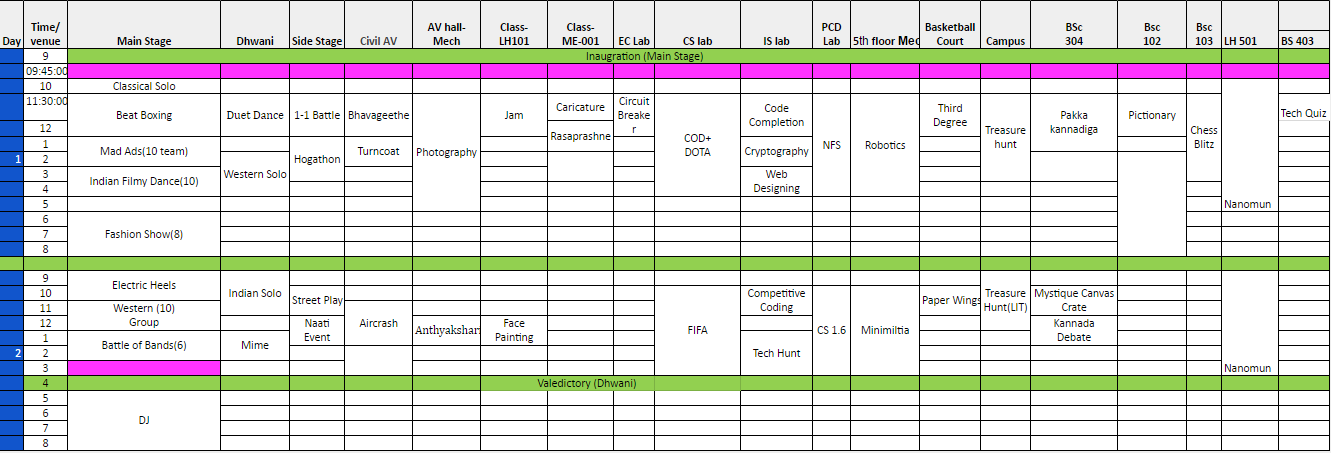 Day Time/ venue Main Stage Dhwani Side Stage Civil AV AV hall- Mech Class- LH101 Class- ME-001 EC Lab CS lab IS lab PCD Lab 5th floor Mec Basketball Court Campus BSc 304 Bsc 102 Bsc 103 LH 501 BS 403
9 Inaugration (Main Stage)
09:45:00
10 Classical Solo
11:30:00
Beat Boxing Duet Dance 1-1 Battle Bhavageethe Jam Caricature Circuit Breake r Code Completion Third Degree Pakka kannadiga Pictionary Tech Quiz
12 Rasaprashne
1 Mad Ads(10 team) Turncoat Photography COD+ DOTA Cryptography NFS Robotics Treasure hunt Chess Blitz
1 2 Hogathon
3 Western Solo Web Designing
Indian Filmy Dance(10)
4
5 Nanomun
6
7 Fashion Show(8)
8
9 Electric Heels
10 Indian Solo Street Play Competitive Coding Paper Wings Treasure Hunt(LIT) Mystique Canvas Crate
11 Western (10) Group
12 Naati Event Aircrash Anthyakshari Face Painting FIFA CS 1.6 Minimiltia Kannada Debate
1 Battle of Bands(6) Mime
2 2 Tech Hunt
3 Nanomun
4 Valedictory (Dhwani)
5
6 DJ
7
8